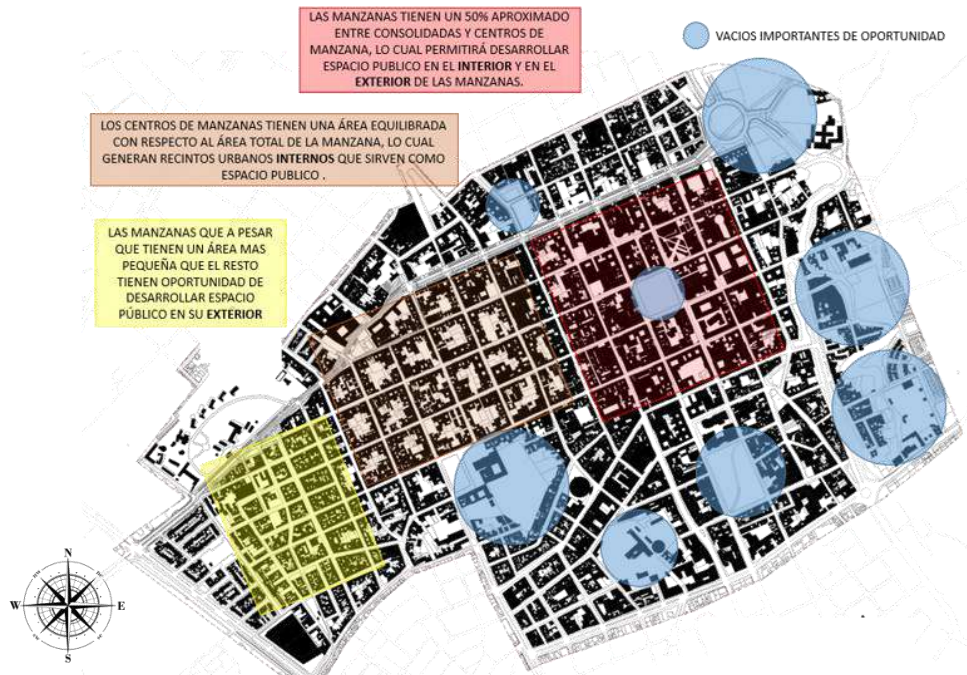 LAS MANZANAS TIENEN UN 50% APROXIMADO
ENTRE CONSOLIDADAS Y CENTROS DE
MANZANA, LO CUAL PERMITIRÁ DESARROLLAR
ESPACIO PUBLICO EN EL INTERIOR Y EN EL
EXTERIOR DE LAS MANZANAS.
VACIOS IMPORTANTES DE OPORTUNIDAD
LOS CENTROS DE MANZANAS TIENEN UNA ÁREA EQUILIBRADA
CON RESPECTO AL ÁREA TOTAL DE LA MANZANA, LO CUAL
GENERAN RECINTOS URBANOS INTERNOS QUE SIRVEN COMO
ESPACIO PUBLICO .
LAS MANZANAS QUE A PESAR
QUE TIENEN UN ÁREA MAS
PEQUEÑA QUE EL RESTO
TIENEN OPORTUNIDAD DE
DESARROLLAR ESPACIO
PÚBLICO EN SU EXTERIOR
N
W
E
S